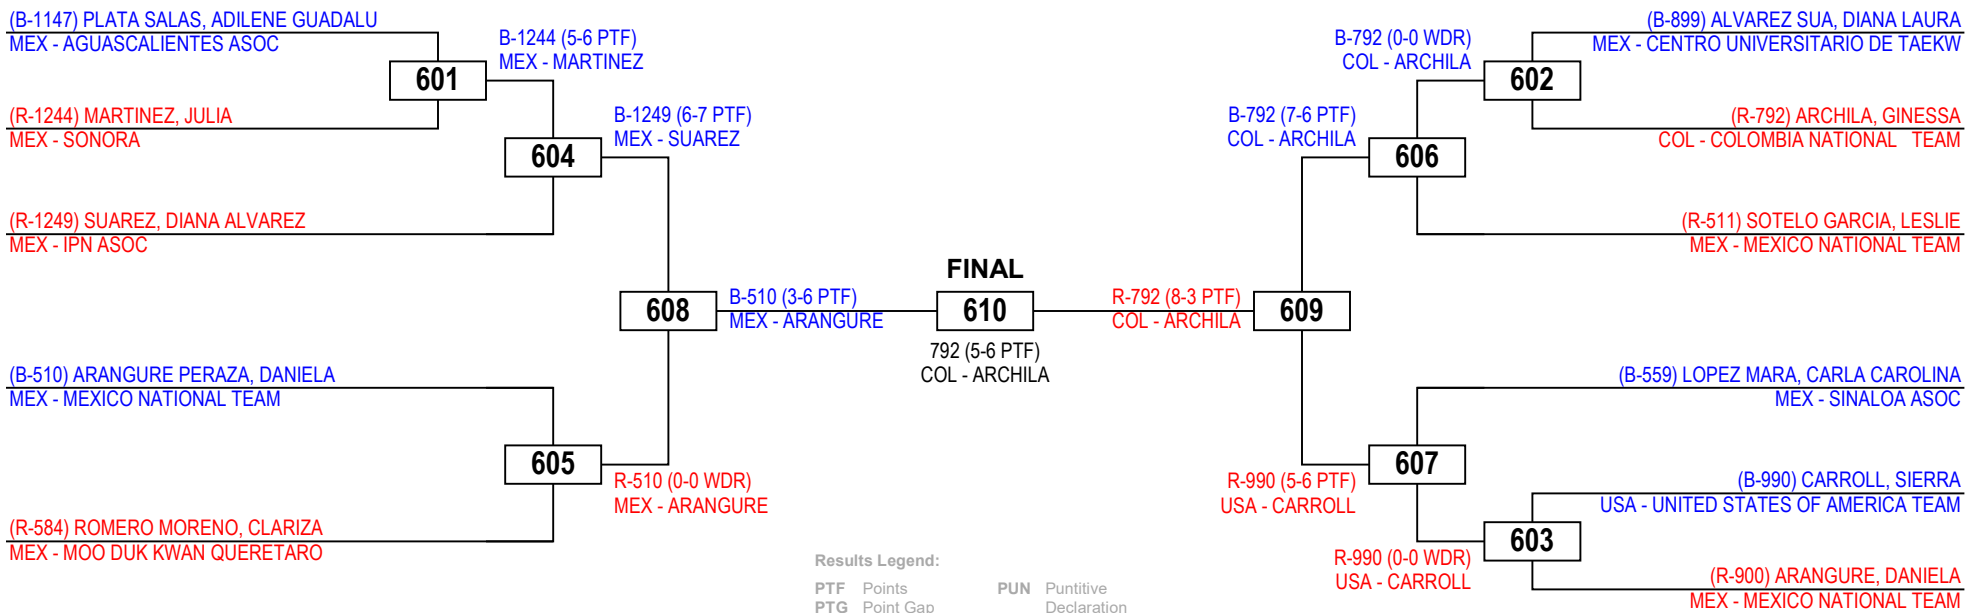 (B-1147) PLATA SALAS, ADILENE GUADALU
MEX - AGUASCALIENTES ASOC
B-1244 (5-6 PTF)
MEX - MARTINEZ
601
(R-1244) MARTINEZ, JULIA
MEX - SONORA
B-1249 (6-7 PTF)
MEX - SUAREZ
604
(R-1249) SUAREZ, DIANA ALVAREZ
MEX - IPN ASOC
608
B-510 (3-6 PTF)
MEX - ARANGURE
(B-510) ARANGURE PERAZA, DANIELA
MEX - MEXICO NATIONAL TEAM
605
R-510 (0-0 WDR)
MEX - ARANGURE
(R-584) ROMERO MORENO, CLARIZA
MEX - MOO DUK KWAN QUERETARO
FINAL
610
792 (5-6 PTF)
COL - ARCHILA
(B-899) ALVAREZ SUA, DIANA LAURA
MEX - CENTRO UNIVERSITARIO DE TAEKW
B-792 (0-0 WDR)
COL - ARCHILA
602
(R-792) ARCHILA, GINESSA
COL - COLOMBIA NATIONAL TEAM
B-792 (7-6 PTF)
COL - ARCHILA
606
(R-511) SOTELO GARCIA, LESLIE
MEX - MEXICO NATIONAL TEAM
R-792 (8-3 PTF)
COL - ARCHILA
609
(B-559) LOPEZ MARA, CARLA CAROLINA
MEX - SINALOA ASOC
607
R-990 (5-6 PTF)
USA - CARROLL
(B-990) CARROLL, SIERRA
USA - UNITED STATES OF AMERICA TEAM
603
R-990 (0-0 WDR)
USA - CARROLL
(R-900) ARANGURE, DANIELA
MEX - MEXICO NATIONAL TEAM
Results Legend:
PTF Points PUN Puntitive
PTG Point Gap Declaration